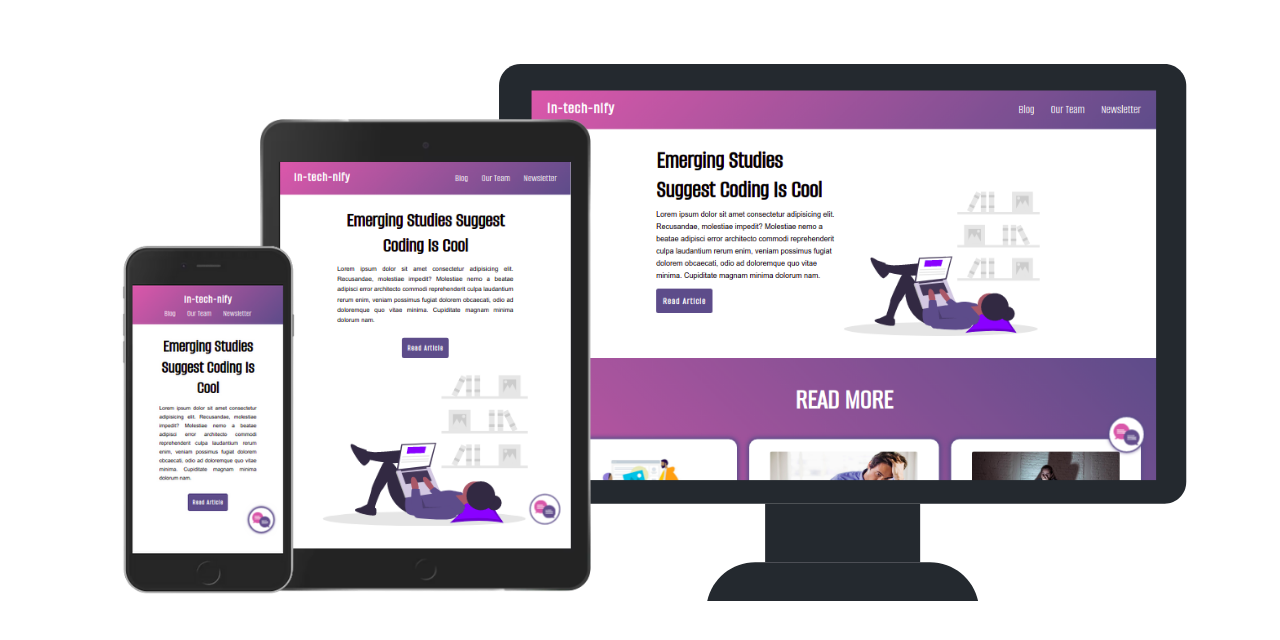 In-tech-nify
Blog Our Team Newsletter
Emerging Studies
Suggest Coding Is
Cool
Lorem ipsum dolor sit amet consectetur
adipisicing elit. Recusandae, molestiae
impedit? Molestiae nemo a beatae
adipisci error architecto commodi
reprehenderit culpa laudantium rerum
enim, veniam possimus fugiat dolorem
obcaecati, odio ad doloremque quo vitae
minima. Cupiditate magnam minima
dolorum nam.
Read Article
In-tech-nify
Blog Our Team Newsletter
Emerging Studies Suggest
Coding Is Cool
Lorem ipsum dolor sit amet consectetur adipisicing elit.
Recusandae, molestiae impedit? Molestiae nemo a beatae
adipisci error architecto commodi reprehenderit culpa laudantium
rerum enim, veniam possimus fugiat dolorem obcaecati, odio ad
doloremque quo vitae minima. Cupiditate magnam minima
dolorum nam.
Read Article
In-tech-nify
Blog Our Team Newsletter
Emerging Studies
Suggest Coding Is Cool
Lorem ipsum dolor sit amet consectetur adipisicing elit.
Recusandae, molestiae impedit? Molestiae nemo a
beatae adipisci error architecto commodi reprehenderit
culpa laudantium rerum enim, veniam possimus fugiat
dolorem obcaecati, odio ad doloremque quo vitae
minima. Cupiditate magnam minima dolorum nam.
Read Article
READ MORE